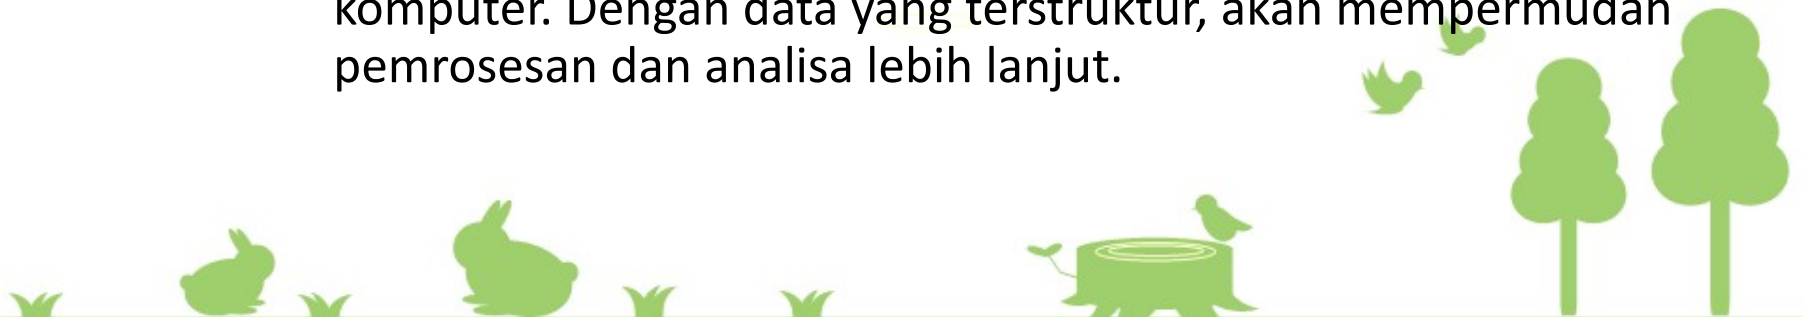 komputer. Dengan data yang terstruktur, akan mempermudah
pemrosesan dan analisa lebih lanjut.